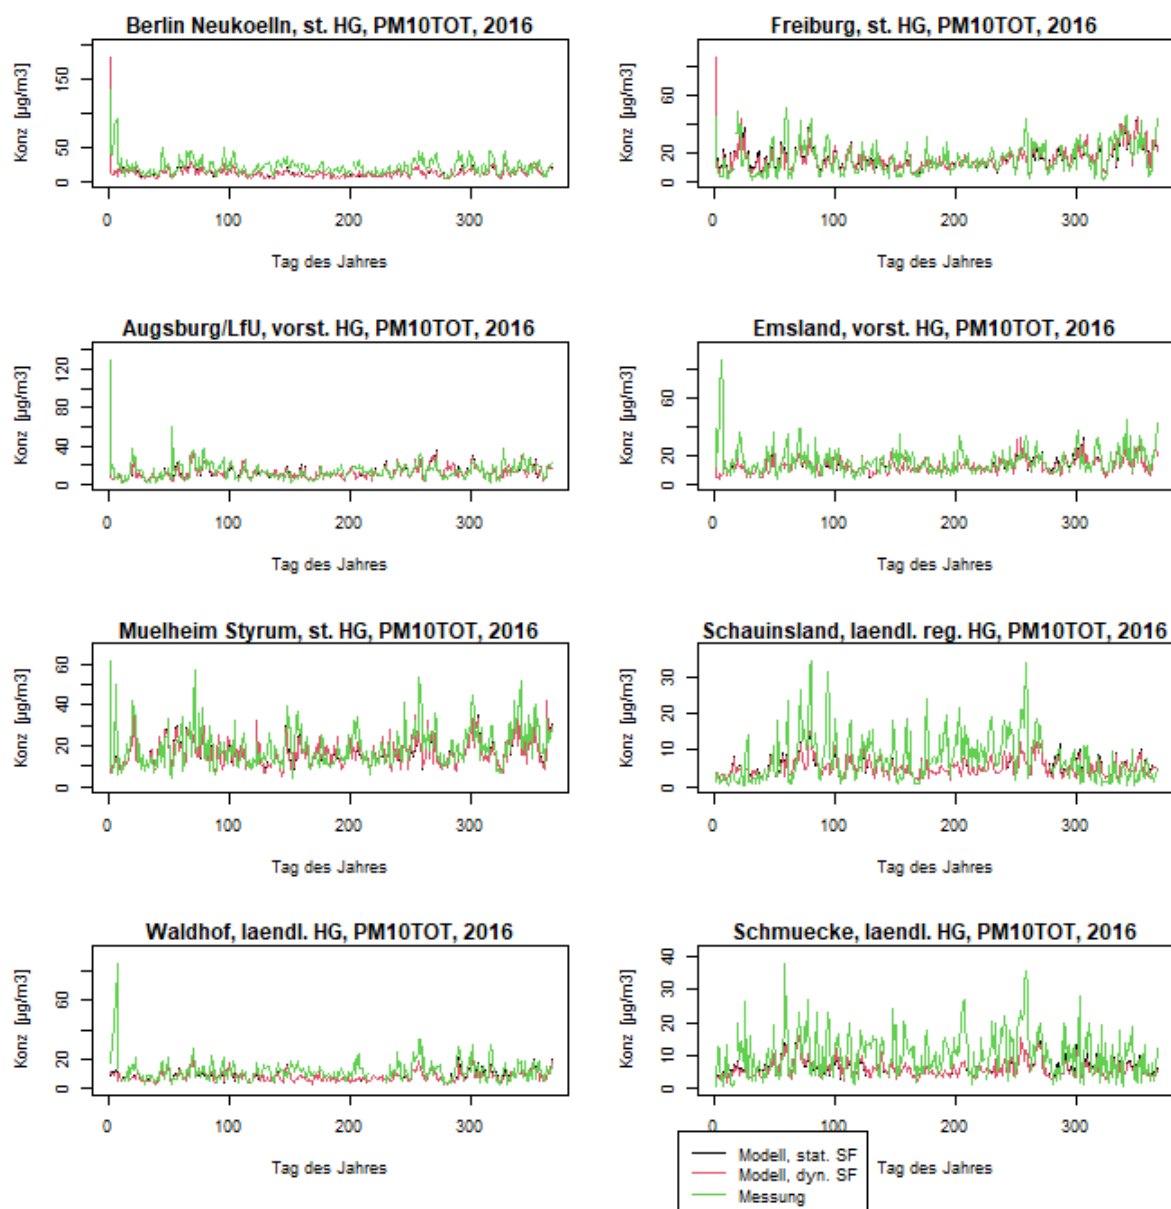 Berlin Neukoelln, st. HG, PM10TOT, 2016
Konz [µg/m3]
0 50 150
0 100 200 300
Tag des Jahres
Freiburg, st. HG, PM10TOT, 2016
Konz [µg/m3]
0 20 60
0 100 200 300
Tag des Jahres
Augsburg/LfU, vorst. HG, PM10TOT, 2016
Konz [µg/m3]
0 40 80 120
0 100 200 300
Tag des Jahres
Emsland, vorst. HG, PM10TOT, 2016
Konz [µg/m3]
0 20 60
0 100 200 300
Tag des Jahres
Muelheim Styrum, st. HG, PM10TOT, 2016
Konz [µg/m3]
0 20 40 60
0 100 200 300
Tag des Jahres
Schauinsland, laendl. reg. HG, PM10TOT, 2016
Konz [µg/m3]
0 10 20 30
0 100 200 300
Tag des Jahres
Waldhof, laendl. HG, PM10TOT, 2016
Konz [µg/m3]
0 20 60
0 100 200 300
Tag des Jahres
Schmuecke, laendl. HG, PM10TOT, 2016
Konz [µg/m3]
0 10 20 30 40
0 100 200 300
Tag des Jahres
Modell, stat. SF
Modell, dyn. SF
Messung